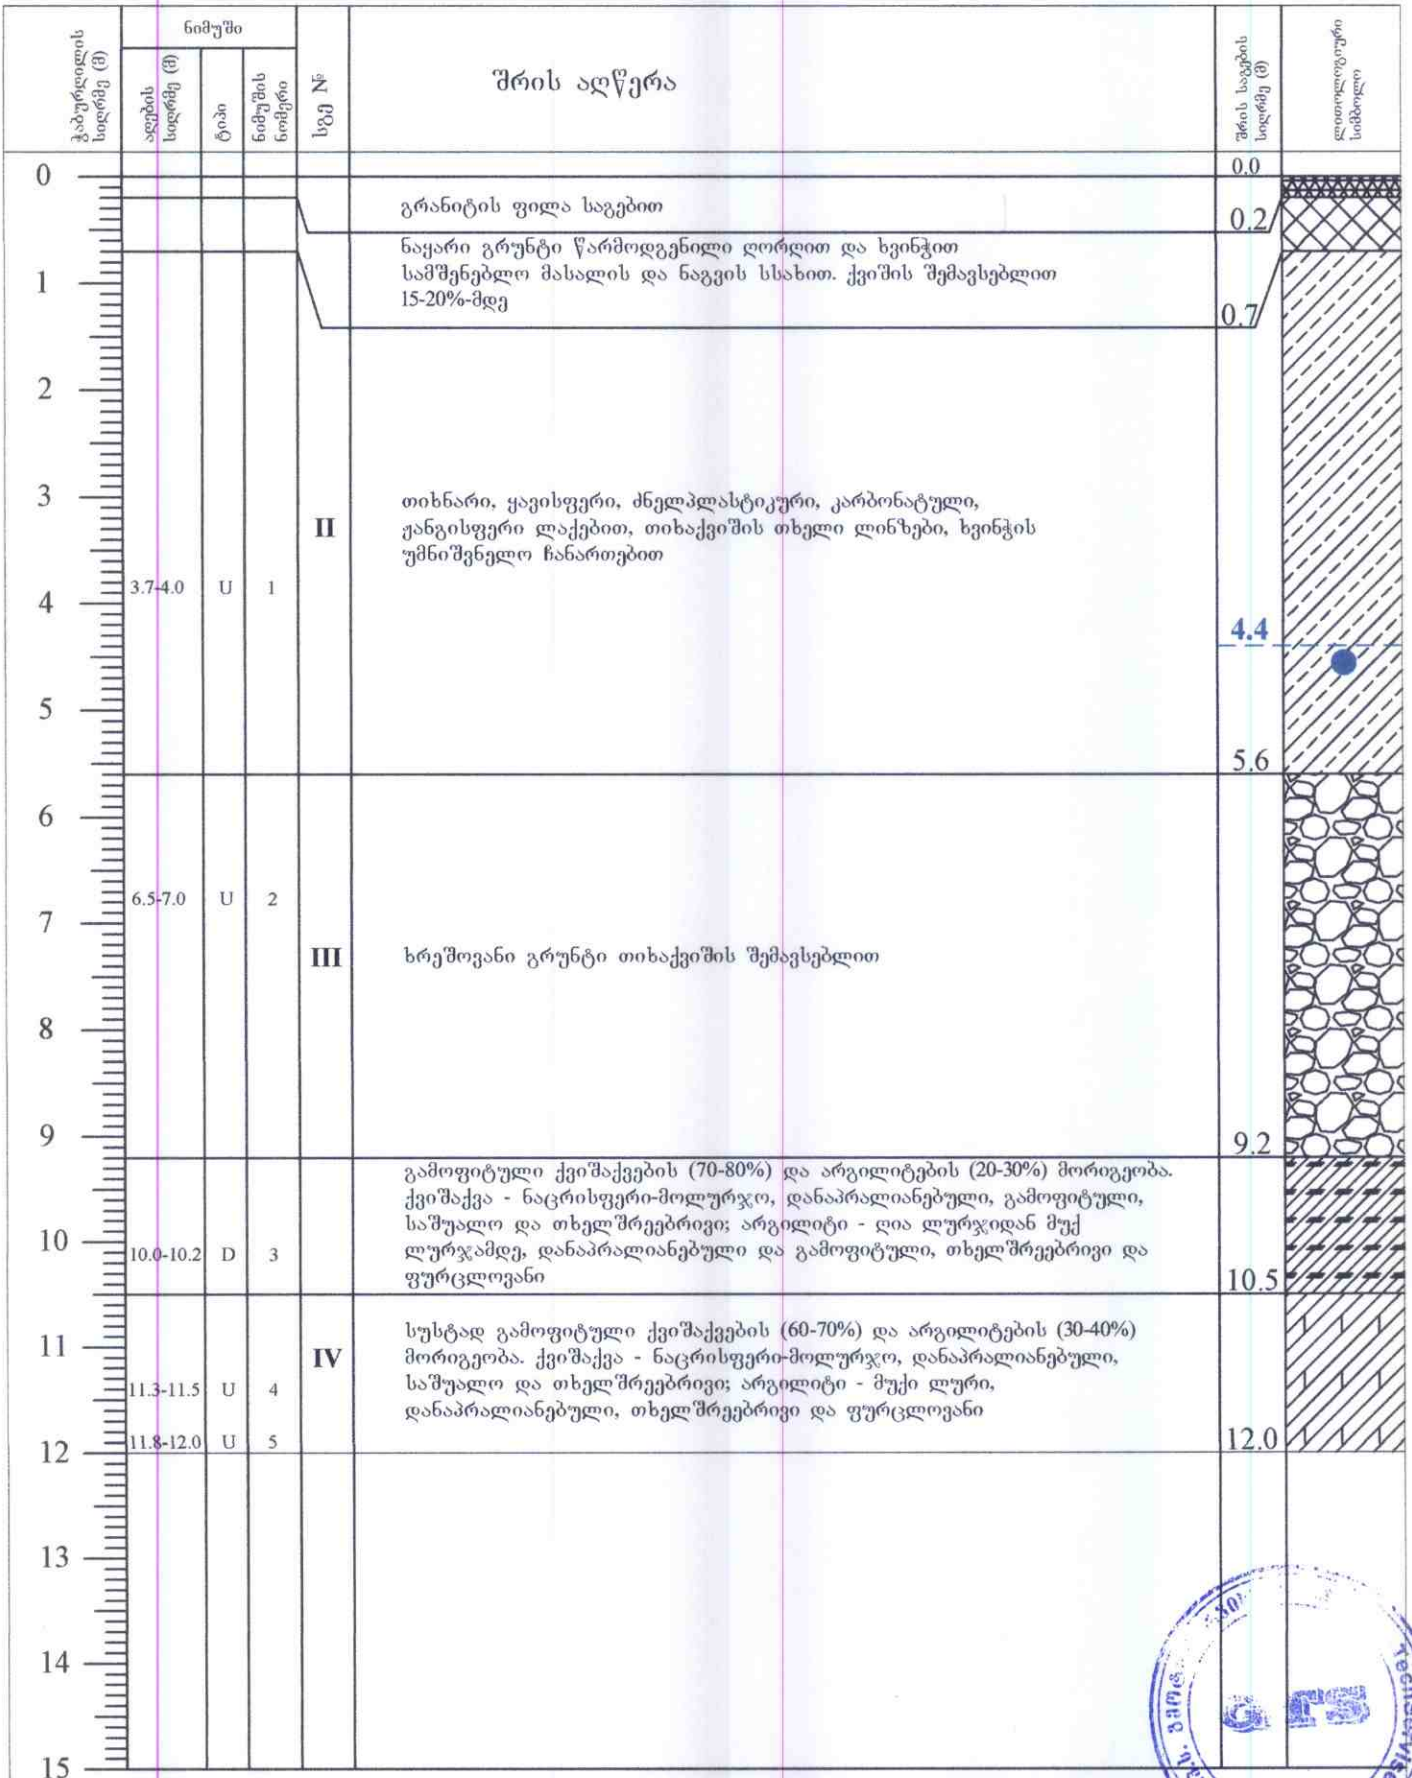 ჭაბურღილის
სიღრმე (მ)
ნიმუში
აღების
სიღრმე (მ)
ტიპი
ნიმუშის
ნომერი
სგე №
შრის აღწერა
შრის საგების
სიღრმე (მ)
ლითოლოგიური
სიმბოლო
0
0.0
გრანიტის ფილა საგებით
0.2
ნაყარი გრუნტი წარმოდგენილი ღორღით და ხვინჭით
სამშენებლო მასალის და ნაგვის სსახით. ქვიშის შემავსებლით
15-20%-მდე
0.7
1
2
3
II
თიხნარი, ყავისფერი, ძნელპლასტიკური, კარბონატული,
ჟანგისფერი ლაქებით, თიხაქვიშის თხელი ლინზები, ხვინჭის
უმნიშვნელო ჩანართებით
4
3.7-4.0 U 1
4.4
5
5.6
6
6.5-7.0 U 2
7
III
ხრეშოვანი გრუნტი თიხაქვიშის შემავსებლით
8
9
9.2
გამოფიტული ქვიშაქვების (70-80%) და არგილიტების (20-30%) მორიგეობა.
ქვიშაქვა - ნაცრისფერი-მოლურჯო, დანაპრალიანებული, გამოფიტული,
საშუალო და თხელშრეებრივი; არგილიტი - ღია ლურჯიდან მუქ
ლურჯამდე, დანაპრალიანებული და გამოფიტული, თხელშრეებრივი და
ფურცლოვანი
10
10.0-10.2 D 3
10.5
11
IV
სუსტად გამოფიტული ქვიშაქვების (60-70%) და არგილიტების (30-40%)
მორიგეობა. ქვიშაქვა - ნაცრისფერი-მოლურჯო, დანაპრალიანებული,
საშუალო და თხელშრეებრივი; არგილიტი - მუქი ლური,
დანაპრალიანებული, თხელშრეებრივი და ფურცლოვანი
11.3-11.5 U 4
11.8-12.0 U 5
12.0
12
13
14
15